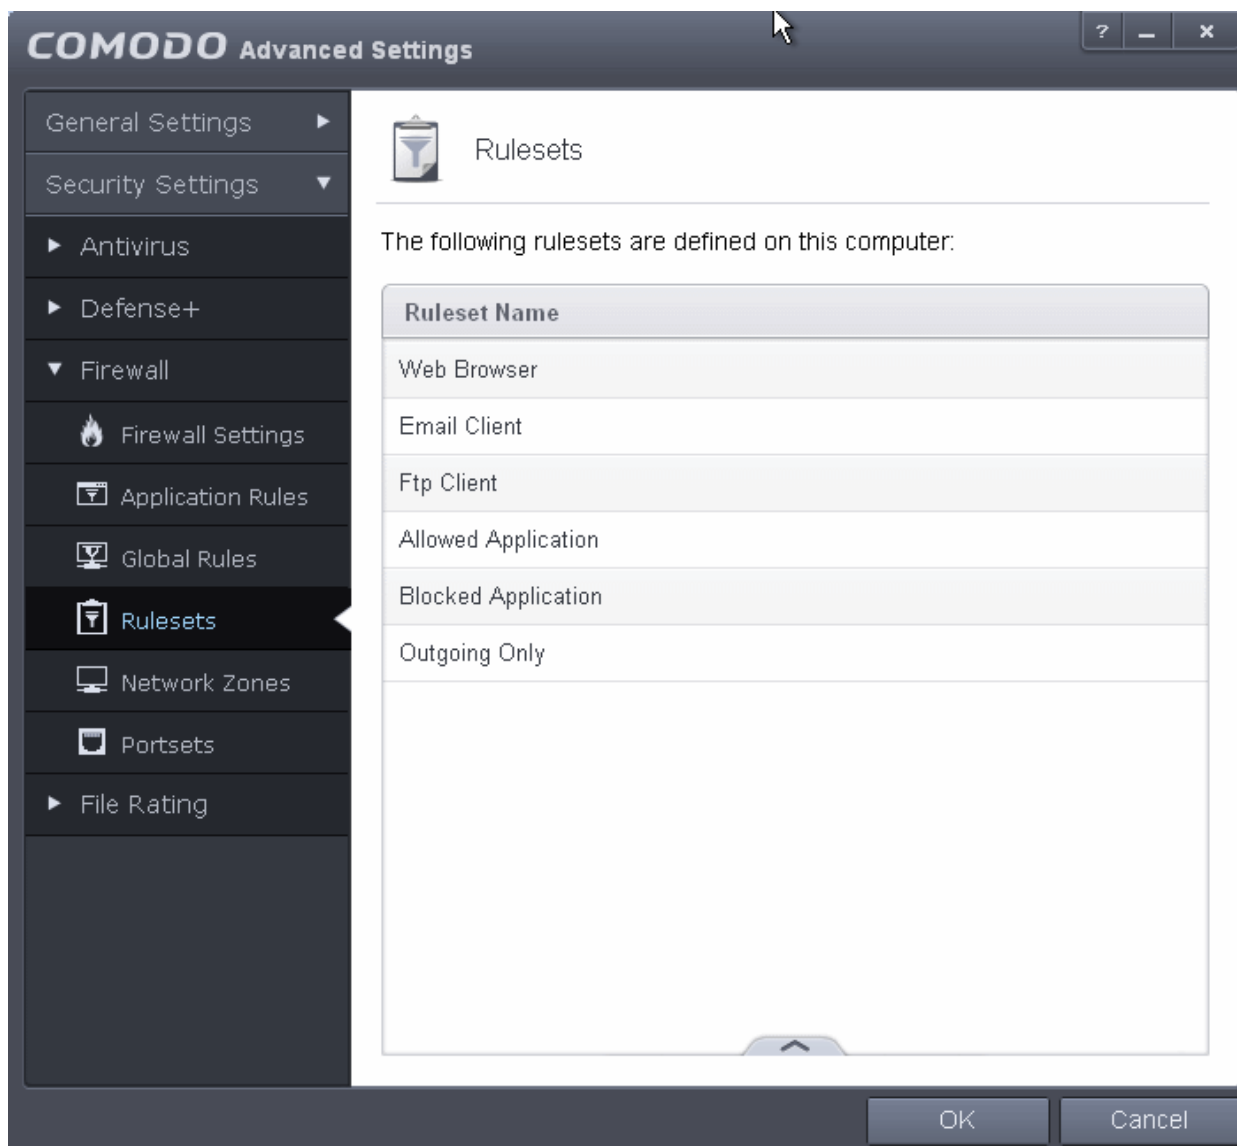 COMODO Advanced Settings
?
General Settings
Security Settings
Antivirus
Defense+
Firewall
Firewall Settings
Application Rules
Global Rules
Rulesets
Network Zones
Portsets
File Rating
Rulesets
The following rulesets are defined on this computer:
Ruleset Name
Web Browser
Email Client
Ftp Client
Allowed Application
Blocked Application
Outgoing Only
OK
Cancel